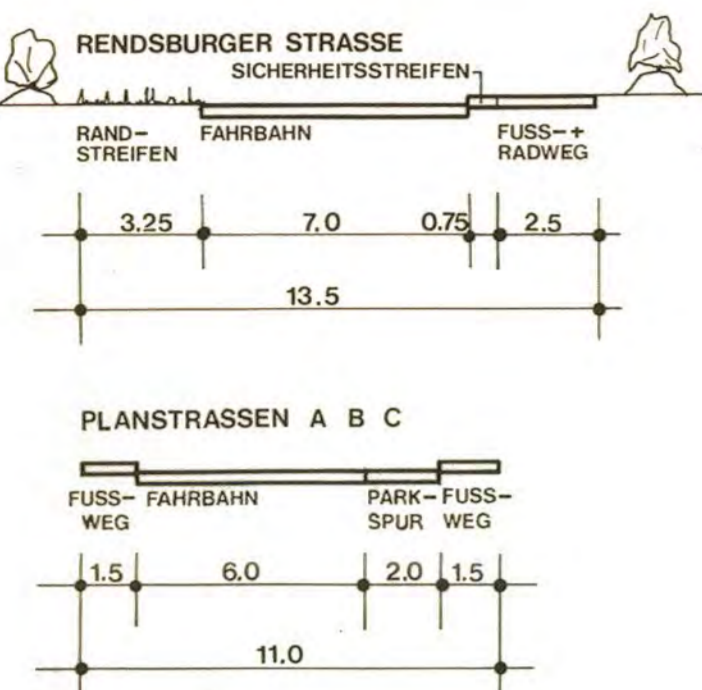 RENDSBURGER STRASSE
SICHERHEITSSTREIFEN
RAND-
STREIFEN
FAHRBAHN
FUSS-+
RADWEG
3.25 7.0 0.75 2.5
13.5
PLANSTRASSEN A B C
FUSS-
WEG
FAHRBAHN
PARK-
SPUR
FUSS-
WEG
1.5 6.0 2.0 1.5
11.0